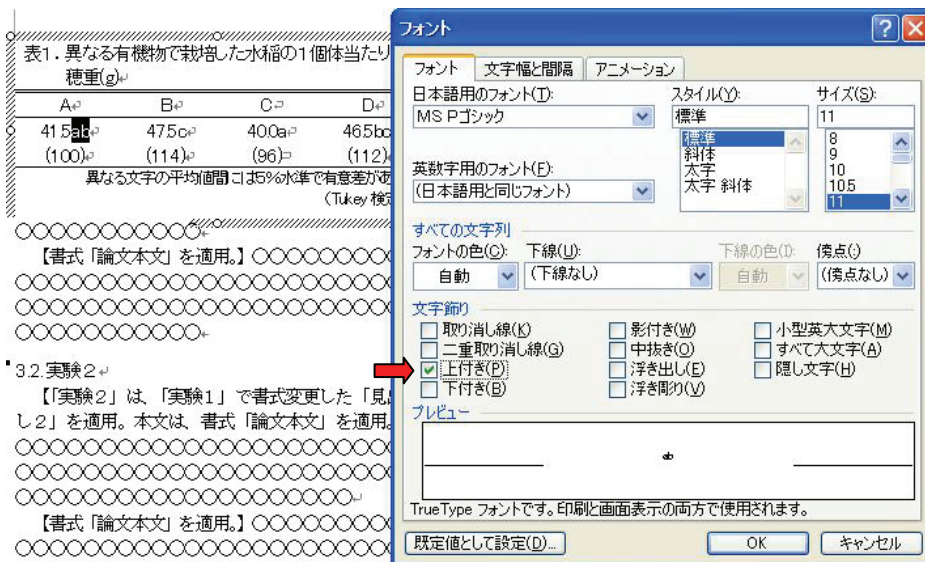 表1．異なる有機物で栽培した水稲の1個体当たり
穂重(g)
A B C D
41.5ab 47.5c 40.0a 46.5bc
(100) (114) (96) (112)
異なる文字の平均値間には5%水準で有意差があ
(Tukey 検定
○○○○○○○○○○○
【書式「論文本文」を適用。】○○○○○○○○
○○○○○○○○○○○○○○○○○○○○○○
○○○○○○○○○○○○○○○○○○○○○○
○○○○○○○○○○○
3.2.実験２
【「実験２」は、「実験１」で書式変更した「見出
し２」を適用。本文は、書式「論文本文」を適用。
○○○○○○○○○○○○○○○○○○○○○○
○○○○○○○○○○○○○○○○○○○○○○
○○○○○○○○○○○○○○○○○○○○
【書式「論文本文」を適用。】○○○○○○○○
○○○○○○○○○○○○○○○○○○○○○○
フォント
フォント 文字幅と間隔 アニメーション
日本語用のフォント(T): スタイル(Y): サイズ(S):
MS Pゴシック 標準 11
標準 8
斜体 9
太字 10
太字 斜体 10.5
11
英数字用のフォント(F):
(日本語用と同じフォント)
すべての文字列
フォントの色(C): 下線(U): 下線の色(I): 傍点(:)
自動 (下線なし) 自動 (傍点なし)
文字飾り
取り消し線(K) 影付き(W) 小型英大文字(M)
二重取り消し線(G) 中抜き(O) すべて大文字(A)
上付き(P) 浮き出し(E) 隠し文字(H)
下付き(B) 浮き彫り(V)
プレビュー
ab
TrueType フォントです。印刷と画面表示の両方で使用されます。
既定値として設定(D)... OK キャンセル